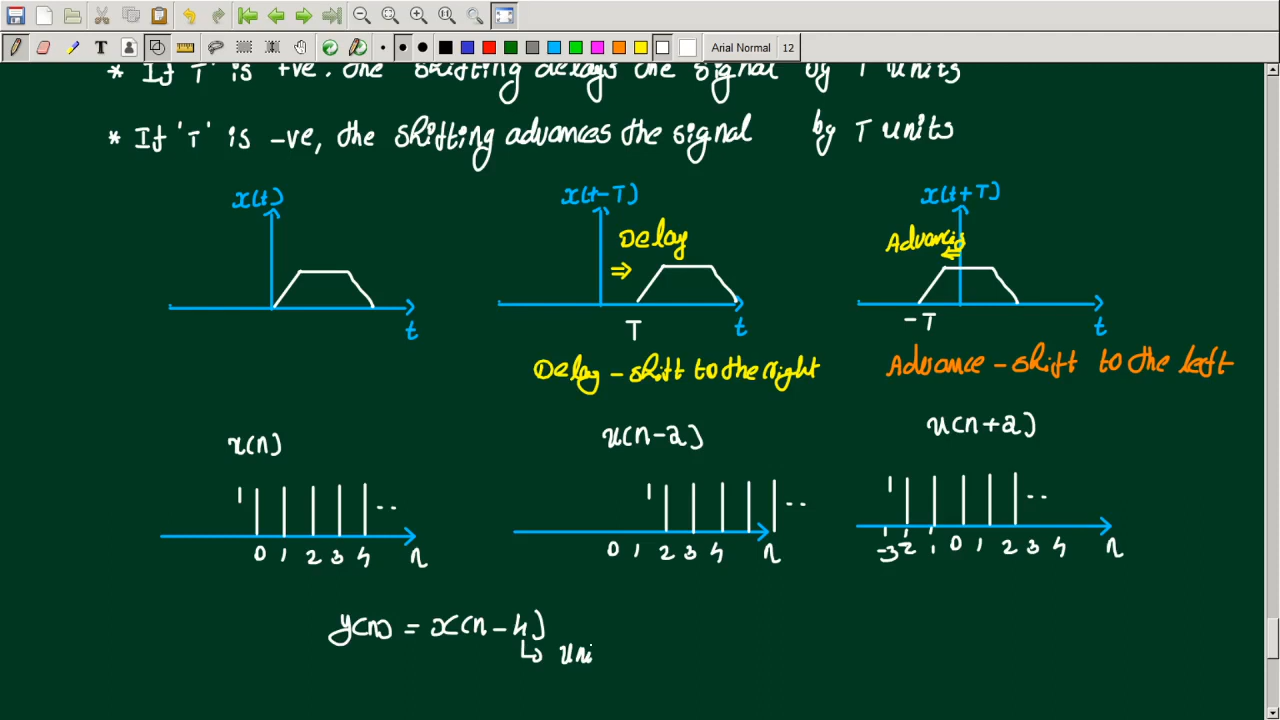 Arial Normal 12
* If T' is +ve. the shifting delays the signal by T units
* If 'T' is -ve, the shifting advances the signal by T units
x(t) x(t-T) x(t+T)
Delay Advancis
⇒ ⇐
t T t -T t
Delay - shift to the right Advance - shift to the left
x(n) u(n-2) u(n+2)
1 .. 1 .. 1 ..
0 1 2 3 4 n 0 1 2 3 4 n -3 -2 1 0 1 2 3 4 n
y(n) = x(n-4)
↳ uni